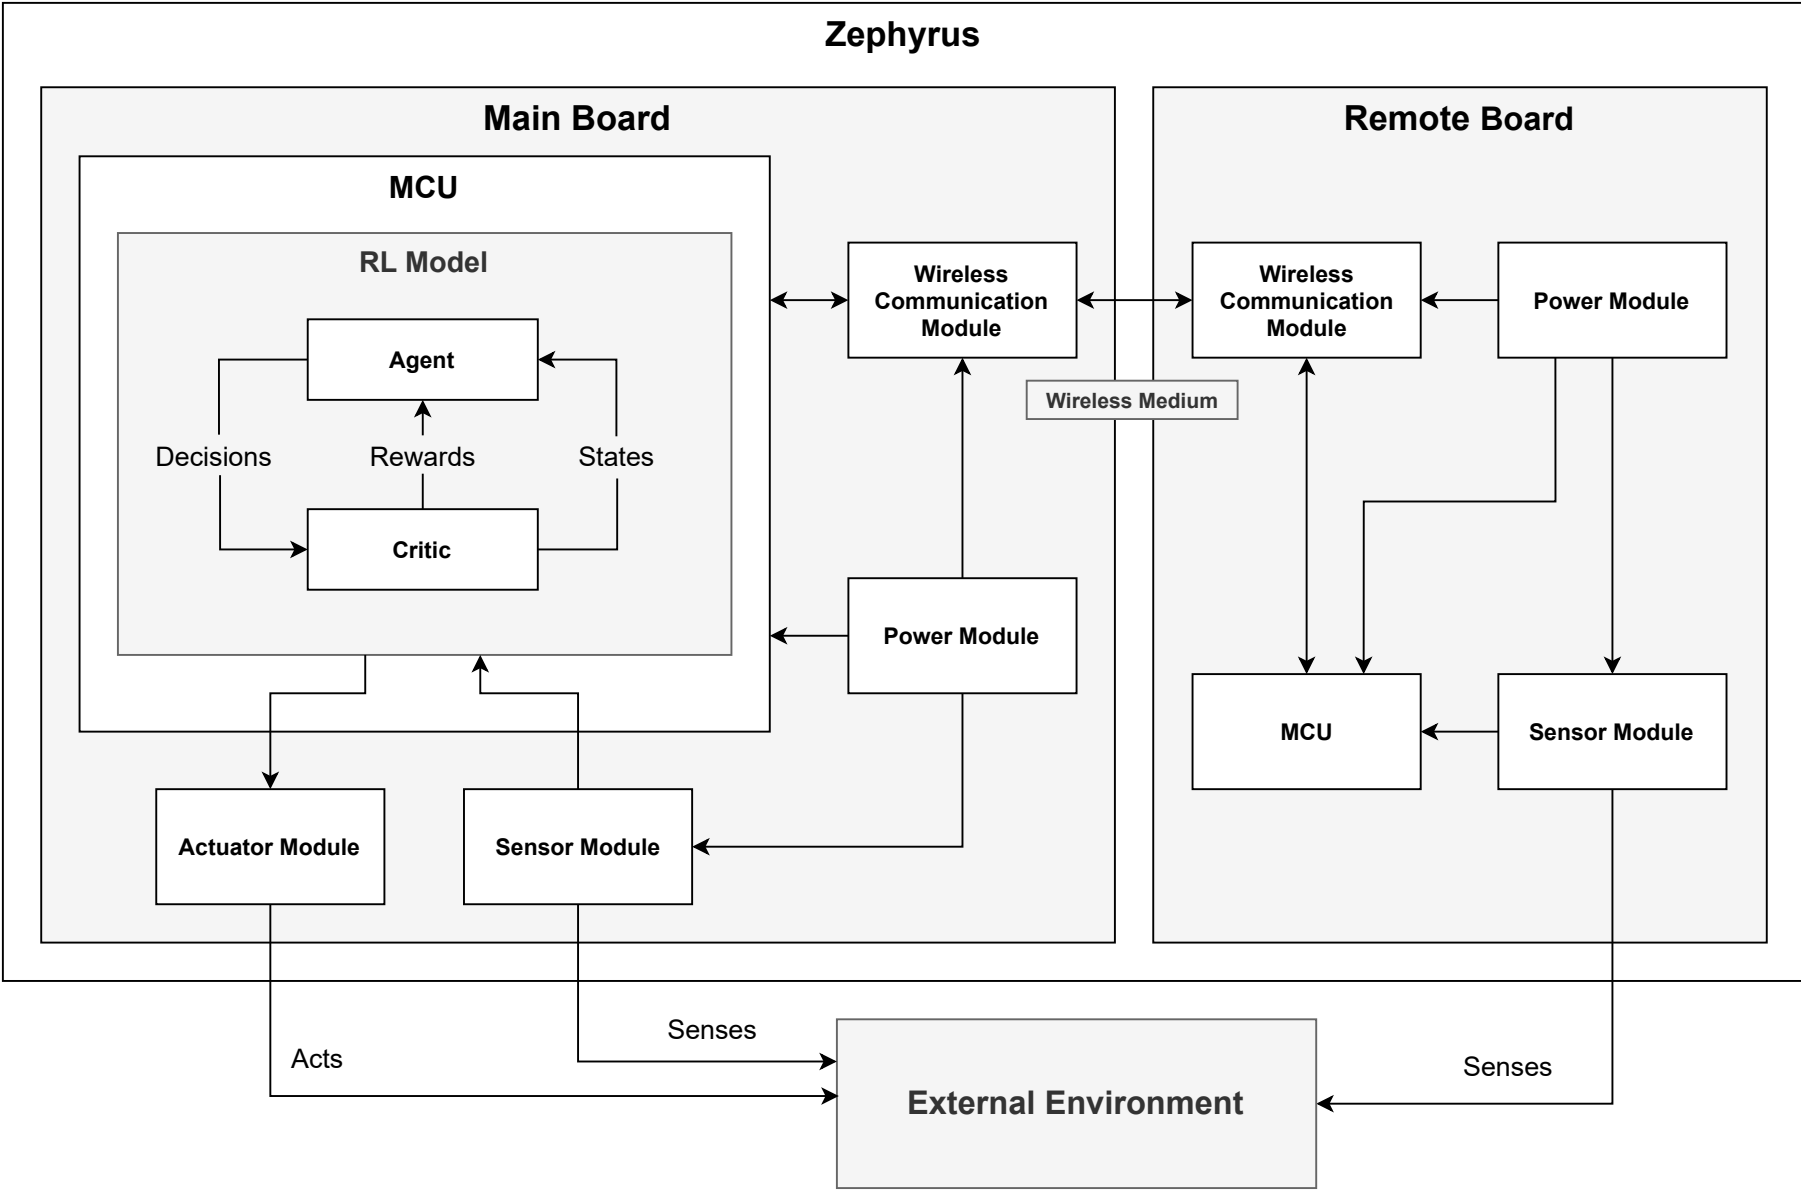 Zephyrus
Main Board
Remote Board
MCU
RL Model
Agent
Decisions
Rewards
States
Critic
Wireless
Communication
Module
Wireless
Communication
Module
Power Module
Wireless Medium
Power Module
MCU
Sensor Module
Actuator Module
Sensor Module
Senses
Acts
Senses
External Environment